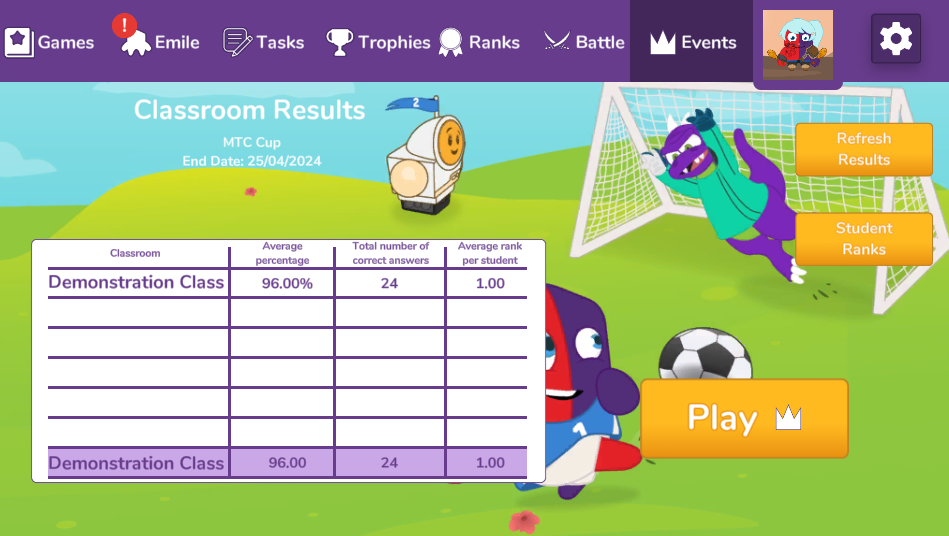 Games ! Emile Tasks Trophies Ranks Battle Events
Classroom Results
MTC Cup
End Date: 25/04/2024
2
Refresh
Results
Student
Ranks
Classroom Average percentage Total number of correct answers Average rank per student
Demonstration Class 96.00% 24 1.00
Demonstration Class 96.00 24 1.00
1
Play